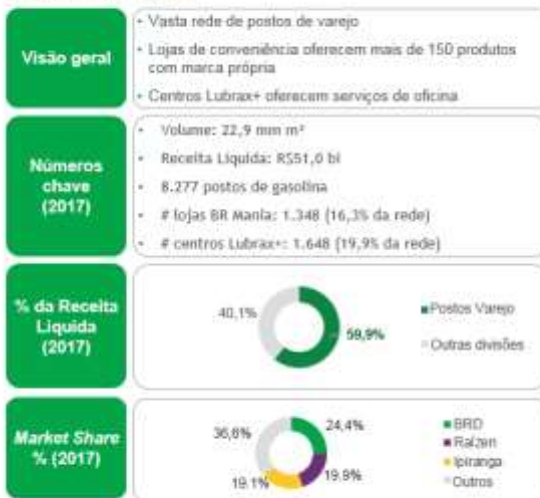 Visão geral
• Vasta rede de postos de varejo
• Lojas de conveniência oferecem mais de 150 produtos
com marca própria
• Centros Lubrax+ oferecem serviços de oficina
Números
chave
(2017)
• Volume: 22,9 mm m³
• Receita Liquida: R$51,0 bi
• 8.277 postos de gasolina
• # lojas BR Mania: 1.348 (16,3% da rede)
• # centros Lubrax+: 1.648 (19,9% da rede)
% da Receita
Liquida
(2017)
40,1%
59,9%
Postos Varejo
Outras divisões
Market Share
% (2017)
36,6%
24,4%
19,1%
19,9%
BRD
Raízen
Ipiranga
Outros